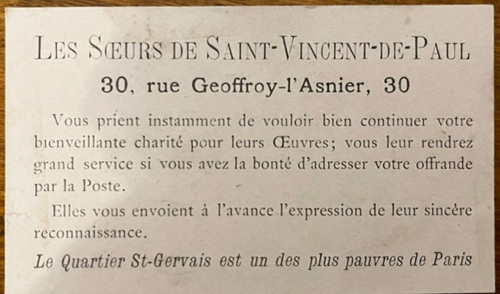 LES SŒURS DE SAINT-VINCENT-DE-PAUL
30, rue Geoffroy-l'Asnier, 30
Vous prient instamment de vouloir bien continuer votre
bienveillante charité pour leurs Œuvres; vous leur rendrez
grand service si vous avez la bonté d'adresser votre offrande
par la Poste.
Elles vous envoient à l'avance l'expression de leur sincère
reconnaissance.
Le Quartier St-Gervais est un des plus pauvres de Paris